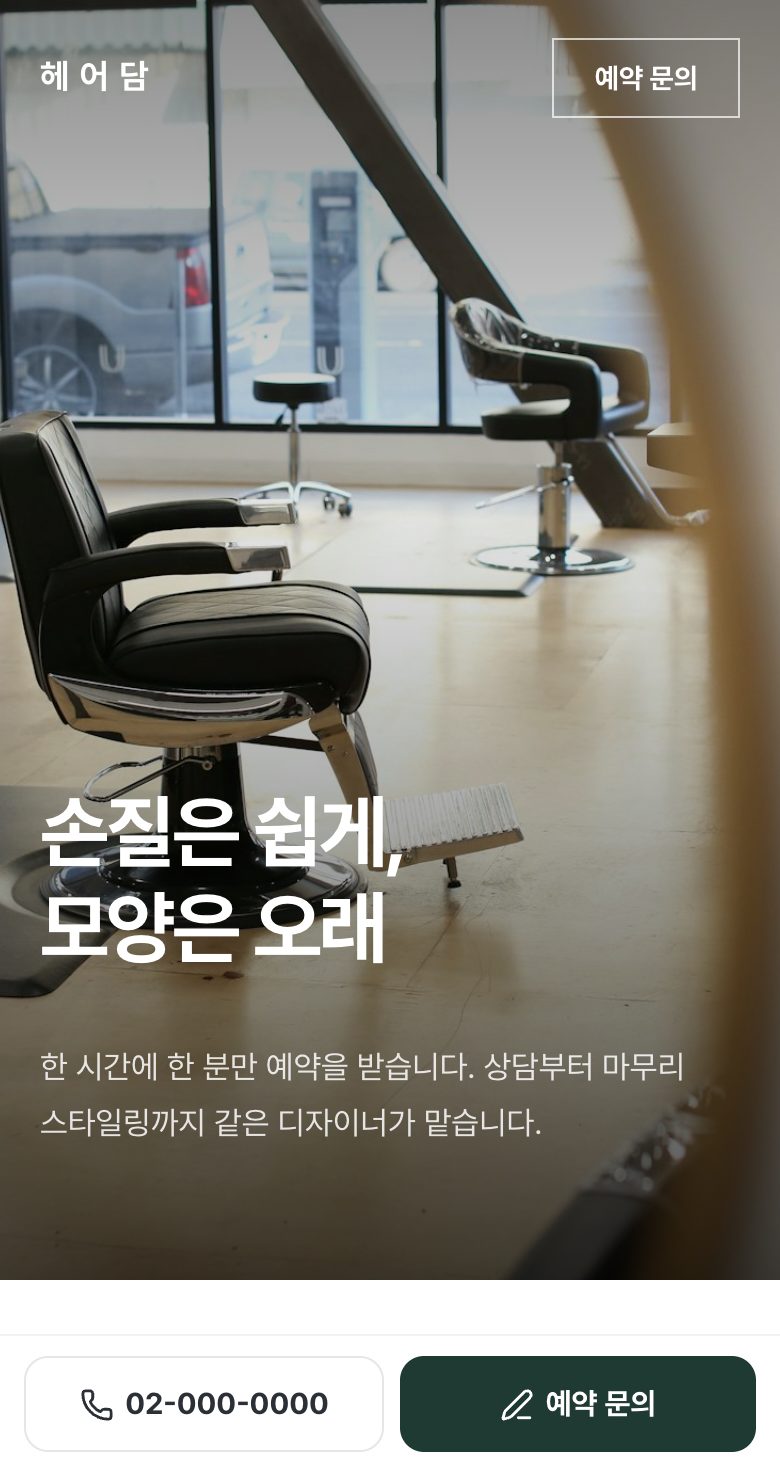 헤어담
예약 문의
손질은 쉽게,
모양은 오래
한 시간에 한 분만 예약을 받습니다. 상담부터 마무리
스타일링까지 같은 디자이너가 맡습니다.
02-000-0000
예약 문의